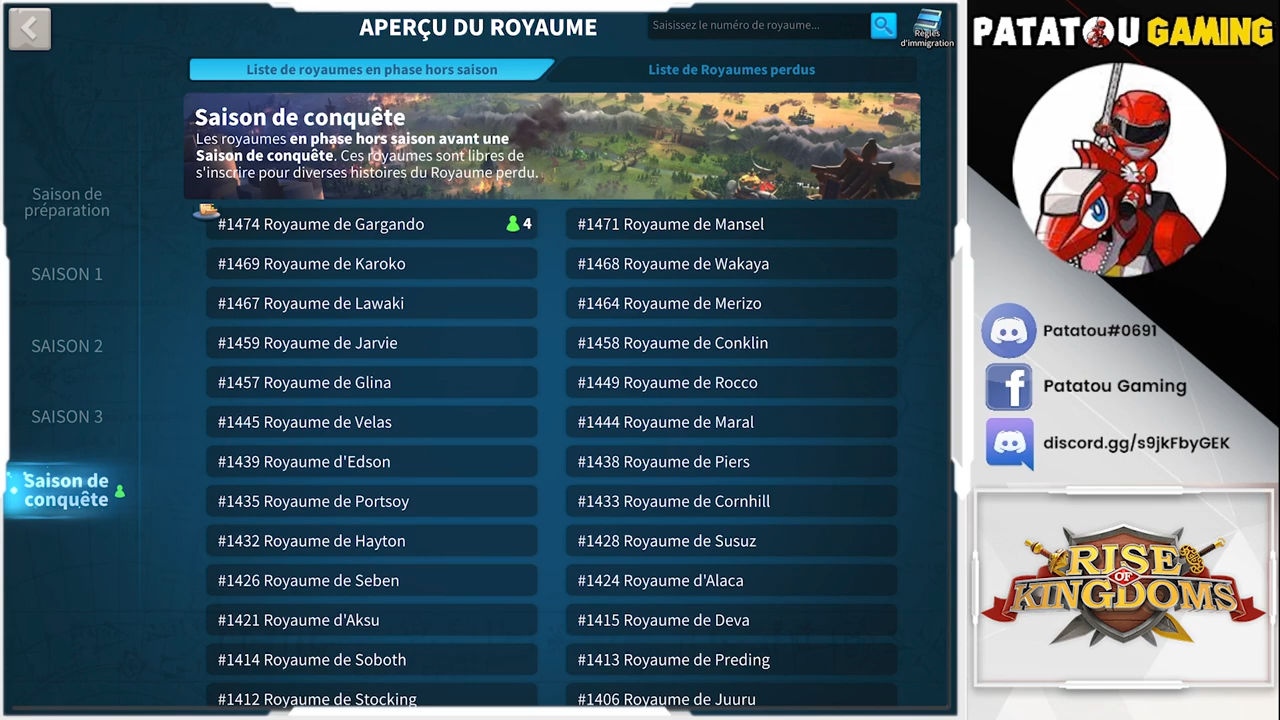 APERÇU DU ROYAUME
Saisissez le numéro de royaume...
Règles
d'immigration
Liste de royaumes en phase hors saison
Liste de Royaumes perdus
Saison de conquête
Les royaumes en phase hors saison avant une
Saison de conquête. Ces royaumes sont libres de
s'inscrire pour diverses histoires du Royaume perdu.
Saison de
préparation
SAISON 1
SAISON 2
SAISON 3
Saison de
conquête
#1474 Royaume de Gargando 4
#1471 Royaume de Mansel
#1469 Royaume de Karoko
#1468 Royaume de Wakaya
#1467 Royaume de Lawaki
#1464 Royaume de Merizo
#1459 Royaume de Jarvie
#1458 Royaume de Conklin
#1457 Royaume de Glina
#1449 Royaume de Rocco
#1445 Royaume de Velas
#1444 Royaume de Maral
#1439 Royaume d'Edson
#1438 Royaume de Piers
#1435 Royaume de Portsoy
#1433 Royaume de Cornhill
#1432 Royaume de Hayton
#1428 Royaume de Susuz
#1426 Royaume de Seben
#1424 Royaume d'Alaca
#1421 Royaume d'Aksu
#1415 Royaume de Deva
#1414 Royaume de Soboth
#1413 Royaume de Preding
#1412 Royaume de Stocking
#1406 Royaume de Juuru
PATATOU GAMING
Patatou#0691
Patatou Gaming
discord.gg/s9jkFbyGEK
RISE
OF
KINGDOMS